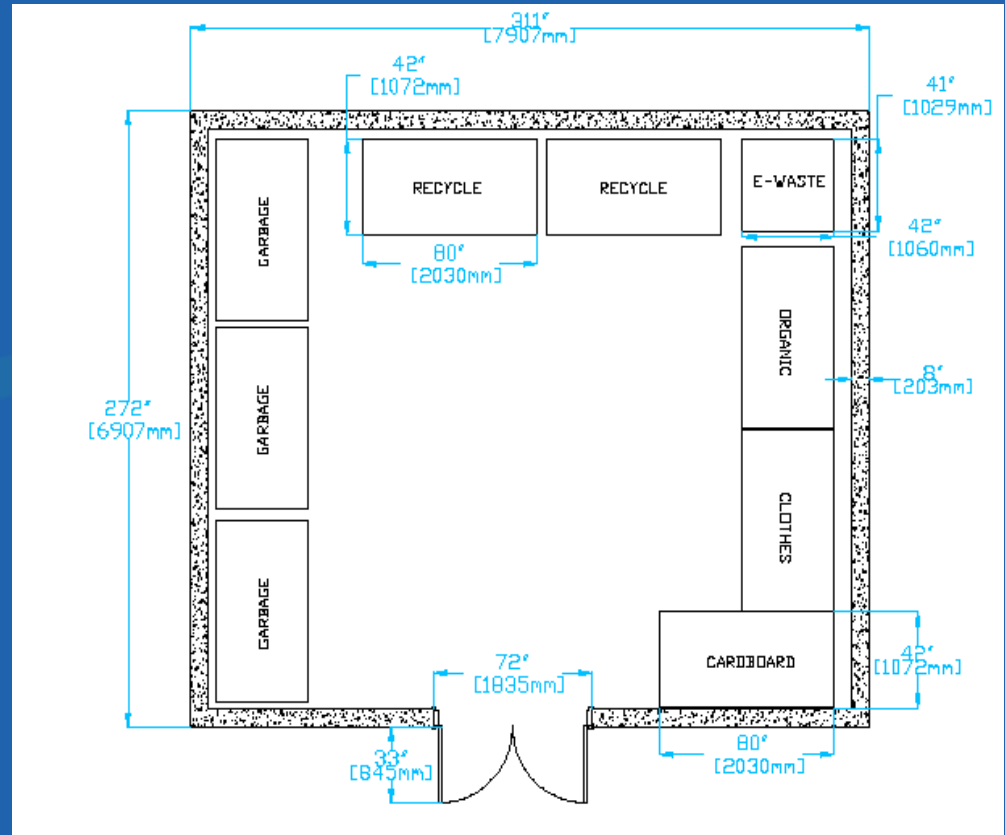 311"
[7907mm]
42"
[1072mm]
41"
[1029mm]
RECYCLE
RECYCLE
E-WASTE
GARBAGE
42"
[1060mm]
80"
[2030mm]
ORGANIC
8"
[203mm]
272"
[6907mm]
GARBAGE
CLOTHES
GARBAGE
CARDBOARD
42"
[1072mm]
72"
[1835mm]
80"
[2030mm]
33"
[845mm]